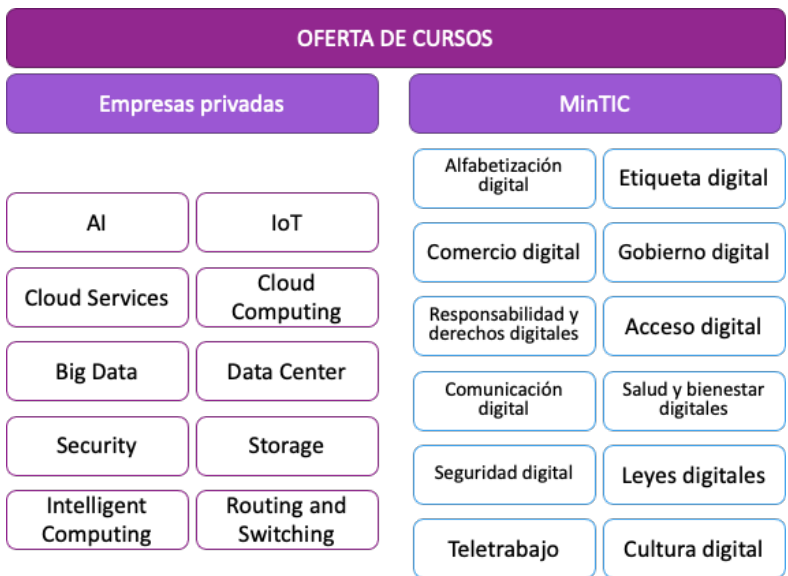 OFERTA DE CURSOS
Empresas privadas
AI
IoT
Cloud Services
Cloud
Computing
Big Data
Data Center
Security
Storage
Intelligent
Computing
Routing and
Switching
MinTIC
Alfabetización
digital
Etiqueta digital
Comercio digital
Gobierno digital
Responsabilidad y
derechos digitales
Acceso digital
Comunicación
digital
Salud y bienestar
digitales
Seguridad digital
Leyes digitales
Teletrabajo
Cultura digital